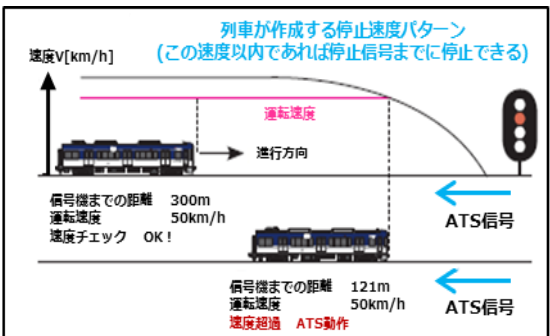 列車が作成する停止速度パターン
(この速度以内であれば停止信号までに停止できる)
速度V[km/h]
運転速度
進行方向
信号機までの距離 300m
運転速度 50km/h
速度チェック OK！
ATS信号
信号機までの距離 121m
運転速度 50km/h
速度超過 ATS動作
ATS信号